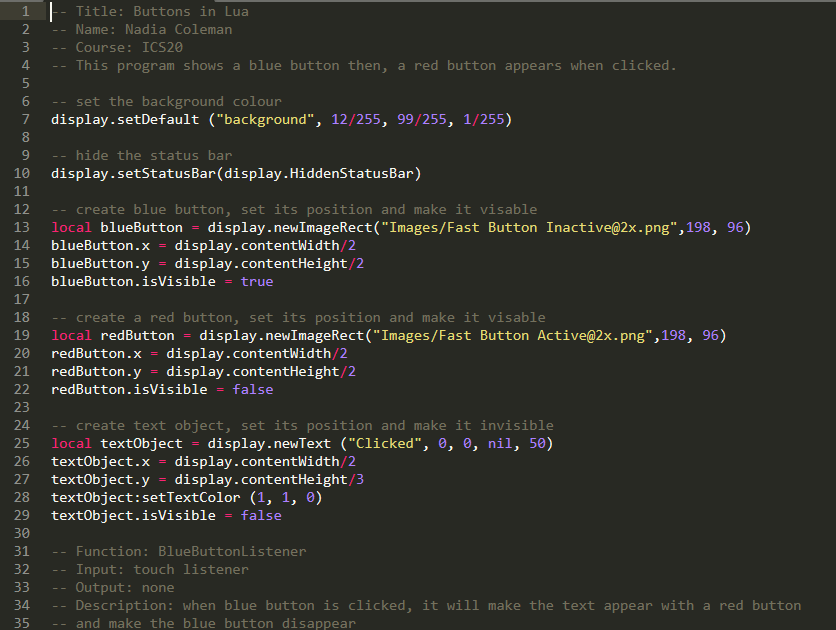 1 -- Title: Buttons in Lua
2 -- Name: Nadia Coleman
3 -- Course: ICS20
4 -- This program shows a blue button then, a red button appears when clicked.
5
6 -- set the background colour
7 display.setDefault ("background", 12/255, 99/255, 1/255)
8
9 -- hide the status bar
10 display.setStatusBar(display.HiddenStatusBar)
11
12 -- create blue button, set its position and make it visable
13 local blueButton = display.newImageRect("Images/Fast Button Inactive@2x.png",198, 96)
14 blueButton.x = display.contentWidth/2
15 blueButton.y = display.contentHeight/2
16 blueButton.isVisible = true
17
18 -- create a red button, set its position and make it visable
19 local redButton = display.newImageRect("Images/Fast Button Active@2x.png",198, 96)
20 redButton.x = display.contentWidth/2
21 redButton.y = display.contentHeight/2
22 redButton.isVisible = false
23
24 -- create text object, set its position and make it invisible
25 local textObject = display.newText ("Clicked", 0, 0, nil, 50)
26 textObject.x = display.contentWidth/2
27 textObject.y = display.contentHeight/3
28 textObject:setTextColor (1, 1, 0)
29 textObject.isVisible = false
30
31 -- Function: BlueButtonListener
32 -- Input: touch listener
33 -- Output: none
34 -- Description: when blue button is clicked, it will make the text appear with a red button
35 -- and make the blue button disappear